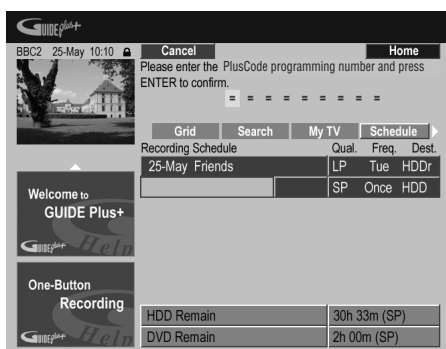 GUIDE plus+
BBC2 25-May 10:10
Cancel Home
Please enter the PlusCode programming number and press
ENTER to confirm.
= = = = = = = = =
Grid Search My TV Schedule
Recording Schedule Qual. Freq. Dest.
25-May Friends LP Tue HDDr
SP Once HDD
Welcome to
GUIDE Plus+
GUIDE plus+ Help
One-Button
Recording
GUIDE plus+ Help
HDD Remain 30h 33m (SP)
DVD Remain 2h 00m (SP)